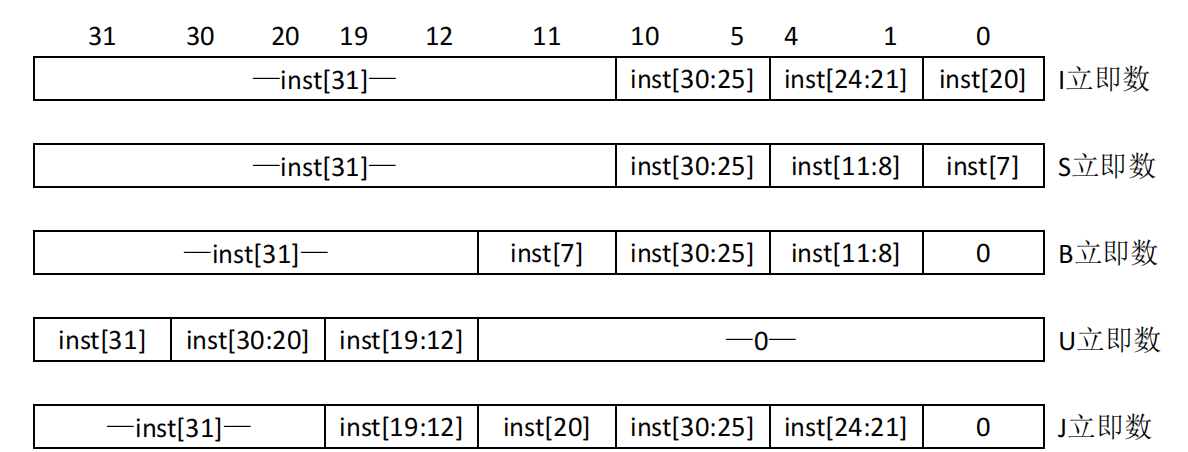 31 30 20 19 12 11 10 5 4 1 0
—inst[31]— inst[30:25] inst[24:21] inst[20] I立即数
—inst[31]— inst[30:25] inst[11:8] inst[7] S立即数
—inst[31]— inst[7] inst[30:25] inst[11:8] 0 B立即数
inst[31] inst[30:20] inst[19:12] —0— U立即数
—inst[31]— inst[19:12] inst[20] inst[30:25] inst[24:21] 0 J立即数